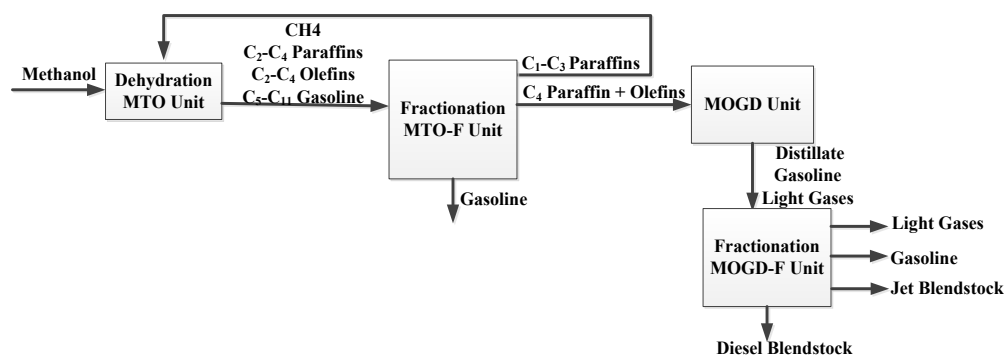 CH4
C2-C4 Paraffins
C2-C4 Olefins
C5-C11 Gasoline
Methanol
Dehydration
MTO Unit
Fractionation
MTO-F Unit
C1-C3 Paraffins
C4 Paraffin + Olefins
Gasoline
MOGD Unit
Distillate
Gasoline
Light Gases
Fractionation
MOGD-F Unit
Light Gases
Gasoline
Jet Blendstock
Diesel Blendstock